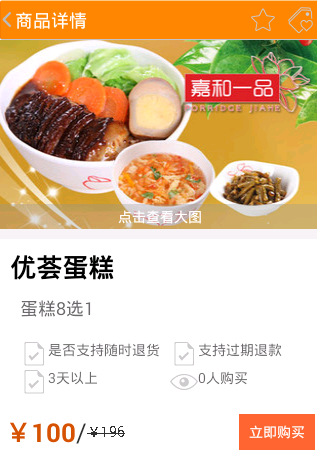 商品详情
嘉和一品
PORRIDGE JIAHE
点击查看大图
优荟蛋糕
蛋糕8选1
是否支持随时退货
支持过期退款
3天以上
0人购买
￥100/￥196
立即购买